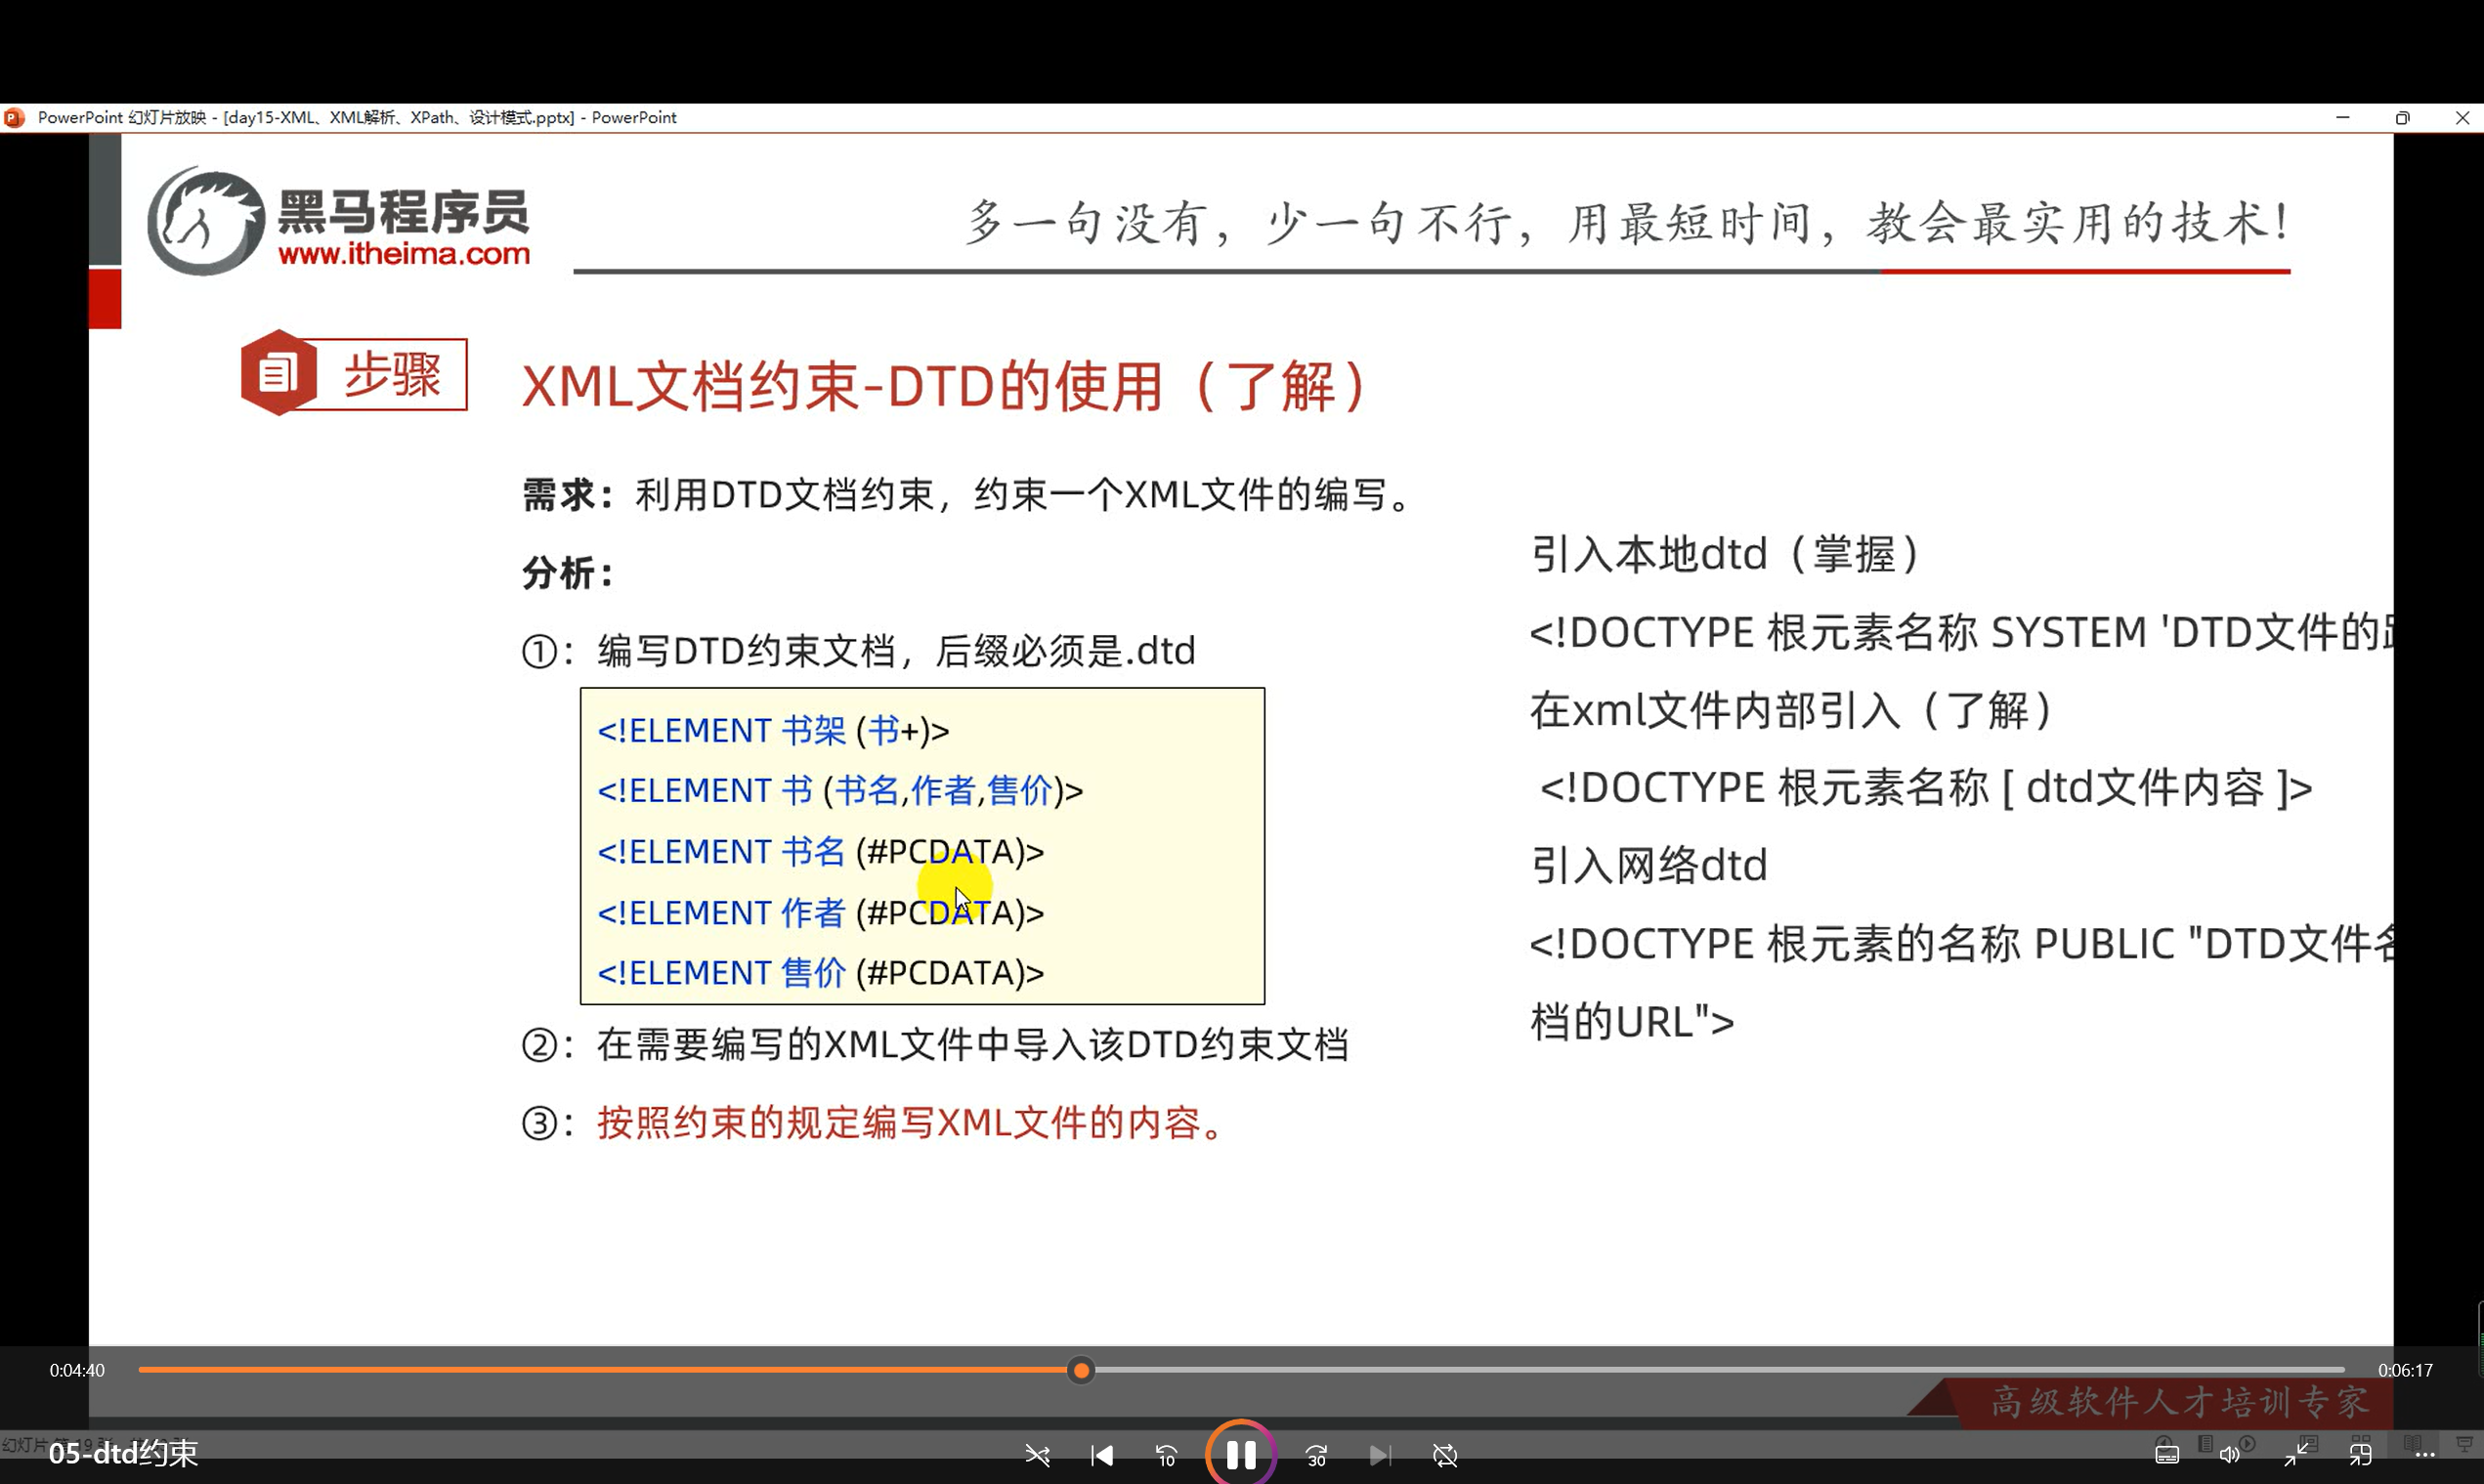 PowerPoint 幻灯片放映 - [day15-XML、XML解析、XPath、设计模式.pptx] - PowerPoint
黑马程序员
www.itheima.com
多一句没有，少一句不行，用最短时间，教会最实用的技术！
步骤
XML文档约束-DTD的使用（了解）
需求：利用DTD文档约束，约束一个XML文件的编写。
分析：
①：编写DTD约束文档，后缀必须是.dtd
<!ELEMENT 书架 (书+)>
<!ELEMENT 书 (书名,作者,售价)>
<!ELEMENT 书名 (#PCDATA)>
<!ELEMENT 作者 (#PCDATA)>
<!ELEMENT 售价 (#PCDATA)>
②：在需要编写的XML文件中导入该DTD约束文档
③：按照约束的规定编写XML文件的内容。
引入本地dtd（掌握）
<!DOCTYPE 根元素名称 SYSTEM 'DTD文件的
在xml文件内部引入（了解）
<!DOCTYPE 根元素名称 [ dtd文件内容 ]>
引入网络dtd
<!DOCTYPE 根元素的名称 PUBLIC "DTD文件名
档的URL">
0:04:40
0:06:17
高级软件人才培训专家
幻灯片
05-dtd约束
10
30